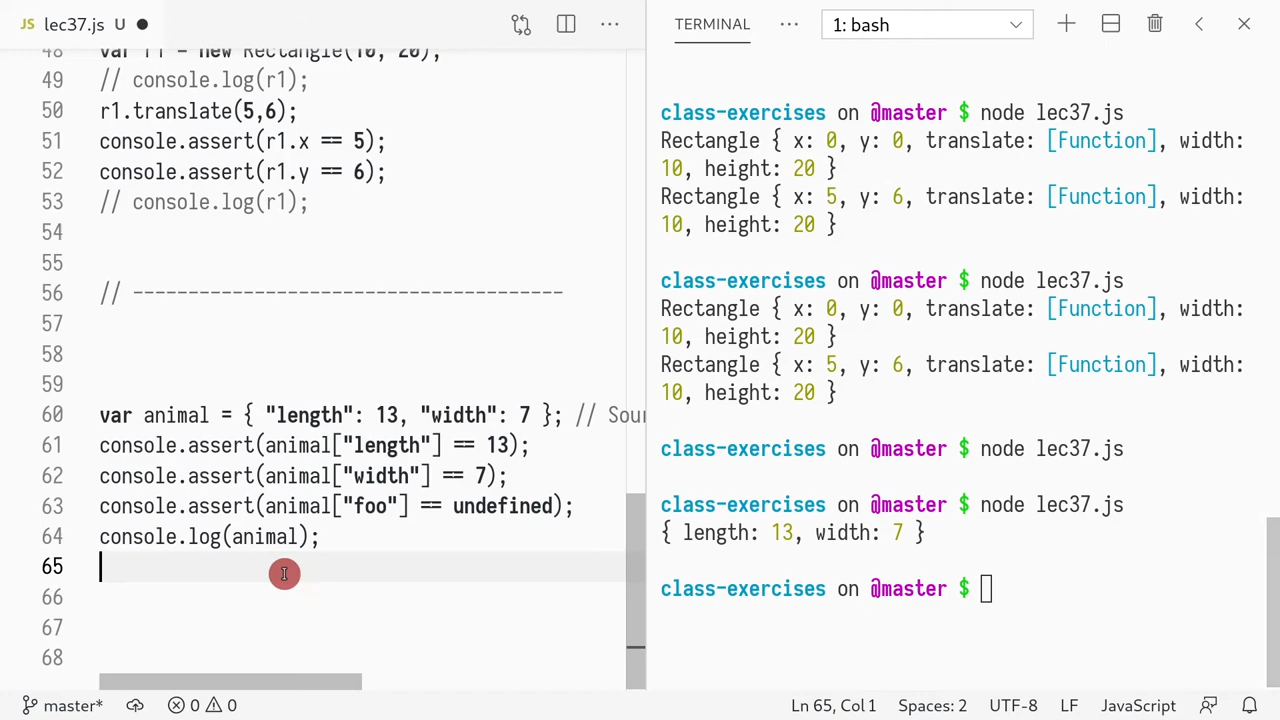 JS lec37.js U
48 var r1 = new Rectangle(10, 20);
49 // console.log(r1);
50 r1.translate(5,6);
51 console.assert(r1.x == 5);
52 console.assert(r1.y == 6);
53 // console.log(r1);
54
55
56 // ---------------------------------------
57
58
59
60 var animal = { "length": 13, "width": 7 }; // Sour
61 console.assert(animal["length"] == 13);
62 console.assert(animal["width"] == 7);
63 console.assert(animal["foo"] == undefined);
64 console.log(animal);
65
66
67
68
TERMINAL ··· 1: bash
class-exercises on @master $ node lec37.js
Rectangle { x: 0, y: 0, translate: [Function], width:
10, height: 20 }
Rectangle { x: 5, y: 6, translate: [Function], width:
10, height: 20 }
class-exercises on @master $ node lec37.js
Rectangle { x: 0, y: 0, translate: [Function], width:
10, height: 20 }
Rectangle { x: 5, y: 6, translate: [Function], width:
10, height: 20 }
class-exercises on @master $ node lec37.js
class-exercises on @master $ node lec37.js
{ length: 13, width: 7 }
class-exercises on @master $
master* 0 0 Ln 65, Col 1 Spaces: 2 UTF-8 LF JavaScript